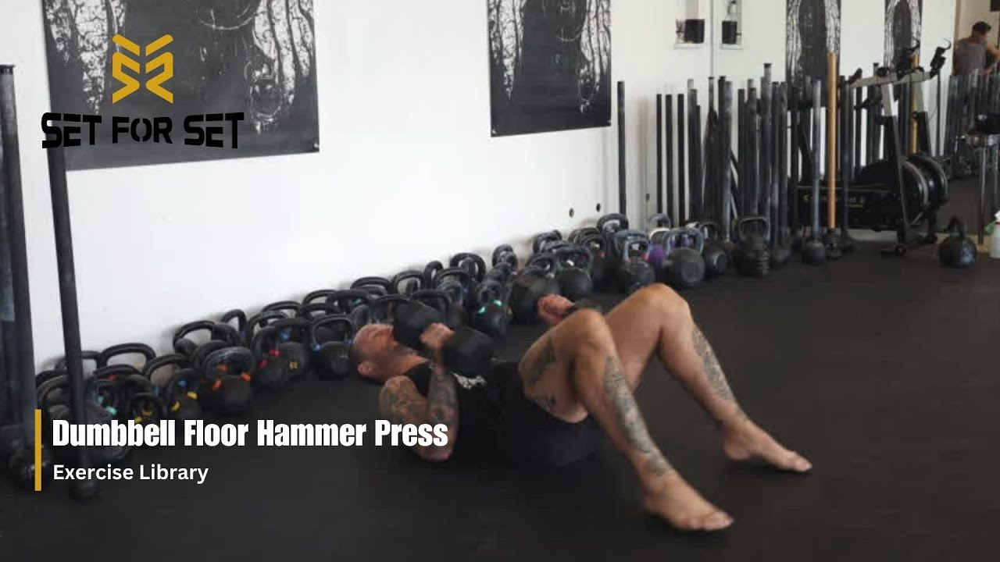 SET FOR SET
Dumbbell Floor Hammer Press
Exercise Library